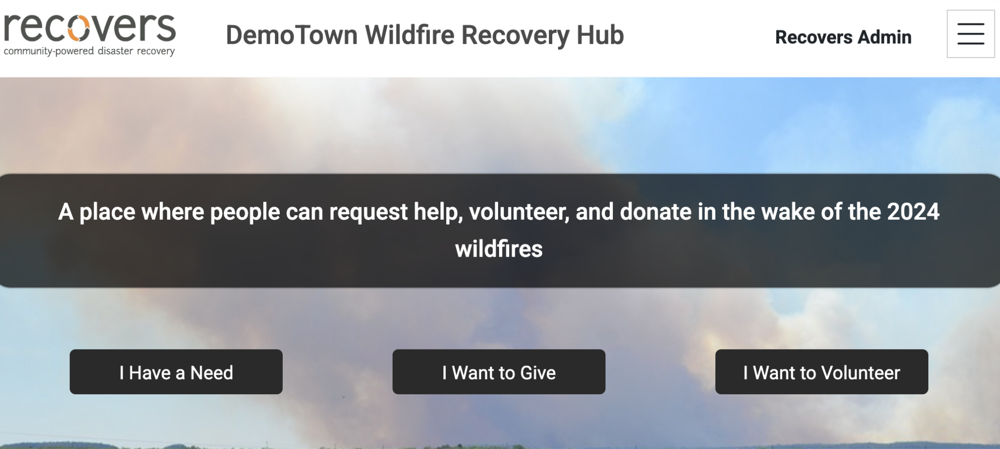 recovers
community-powered disaster recovery
DemoTown Wildfire Recovery Hub
Recovers Admin
A place where people can request help, volunteer, and donate in the wake of the 2024
wildfires
I Have a Need
I Want to Give
I Want to Volunteer